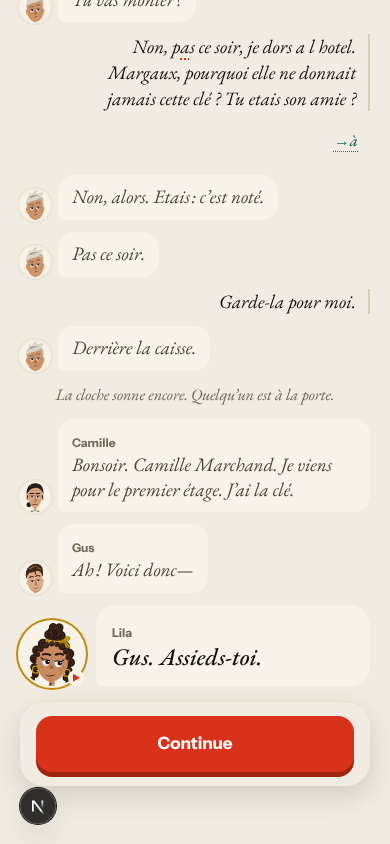 Tu vas monter ?
Non, pas ce soir, je dors a l hotel.
Margaux, pourquoi elle ne donnait
jamais cette clé ? Tu etais son amie ?
→à
Non, alors. Etais : c’est noté.
Pas ce soir.
Garde-la pour moi.
Derrière la caisse.
La cloche sonne encore. Quelqu’un est à la porte.
Camille
Bonsoir. Camille Marchand. Je viens
pour le premier étage. J’ai la clé.
Gus
Ah ! Voici donc—
Lila
Gus. Assieds-toi.
Continue
N